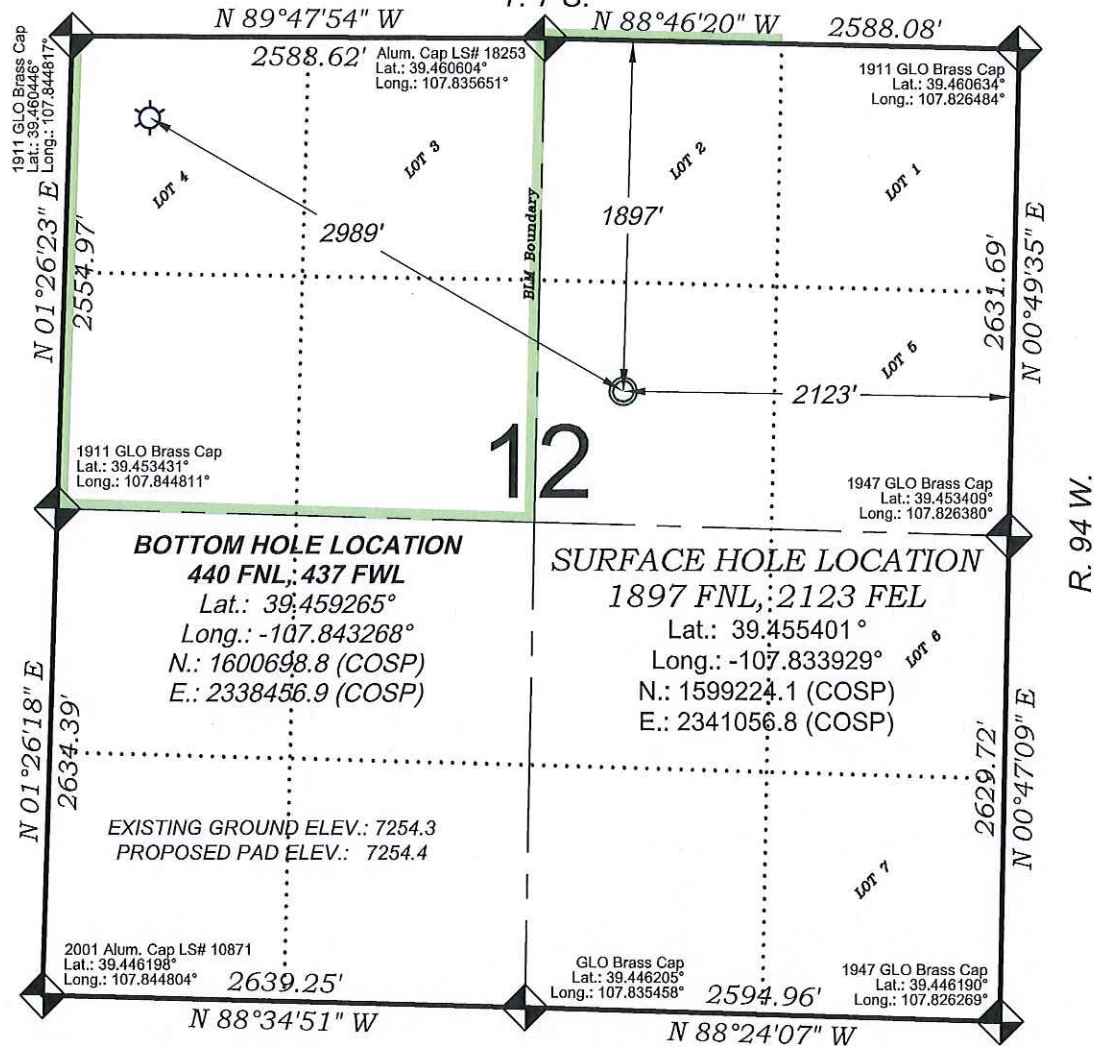 T. 7 S.
N 89°47'54" W
N 88°46'20" W
2588.08'
2588.62'
1911 GLO Brass Cap
Lat.: 39.460446°
Long.: 107.844817°
Alum. Cap LS# 18253
Lat.: 39.460604°
Long.: 107.835651°
1911 GLO Brass Cap
Lat.: 39.460634°
Long.: 107.826484°
LOT 4
LOT 3
LOT 2
LOT 1
1897'
2989'
BLM Boundary
N 01°26'23" E
2554.97'
2631.69'
N 00°49'35" E
LOT 5
2123'
12
1911 GLO Brass Cap
Lat.: 39.453431°
Long.: 107.844811°
1947 GLO Brass Cap
Lat.: 39.453409°
Long.: 107.826380°
R. 94 W.
BOTTOM HOLE LOCATION
440 FNL, 437 FWL
Lat.: 39.459265°
Long.: -107.843268°
N.: 1600698.8 (COSP)
E.: 2338456.9 (COSP)
SURFACE HOLE LOCATION
1897 FNL, 2123 FEL
Lat.: 39.455401°
Long.: -107.833929°
N.: 1599224.1 (COSP)
E.: 2341056.8 (COSP)
LOT 6
N 01°26'18" E
2634.39'
2629.72'
N 00°47'09" E
EXISTING GROUND ELEV.: 7254.3
PROPOSED PAD ELEV.: 7254.4
LOT 7
2001 Alum. Cap LS# 10871
Lat.: 39.446198°
Long.: 107.844804°
GLO Brass Cap
Lat.: 39.446205°
Long.: 107.835458°
1947 GLO Brass Cap
Lat.: 39.446190°
Long.: 107.826269°
2639.25'
2594.96'
N 88°34'51" W
N 88°24'07" W